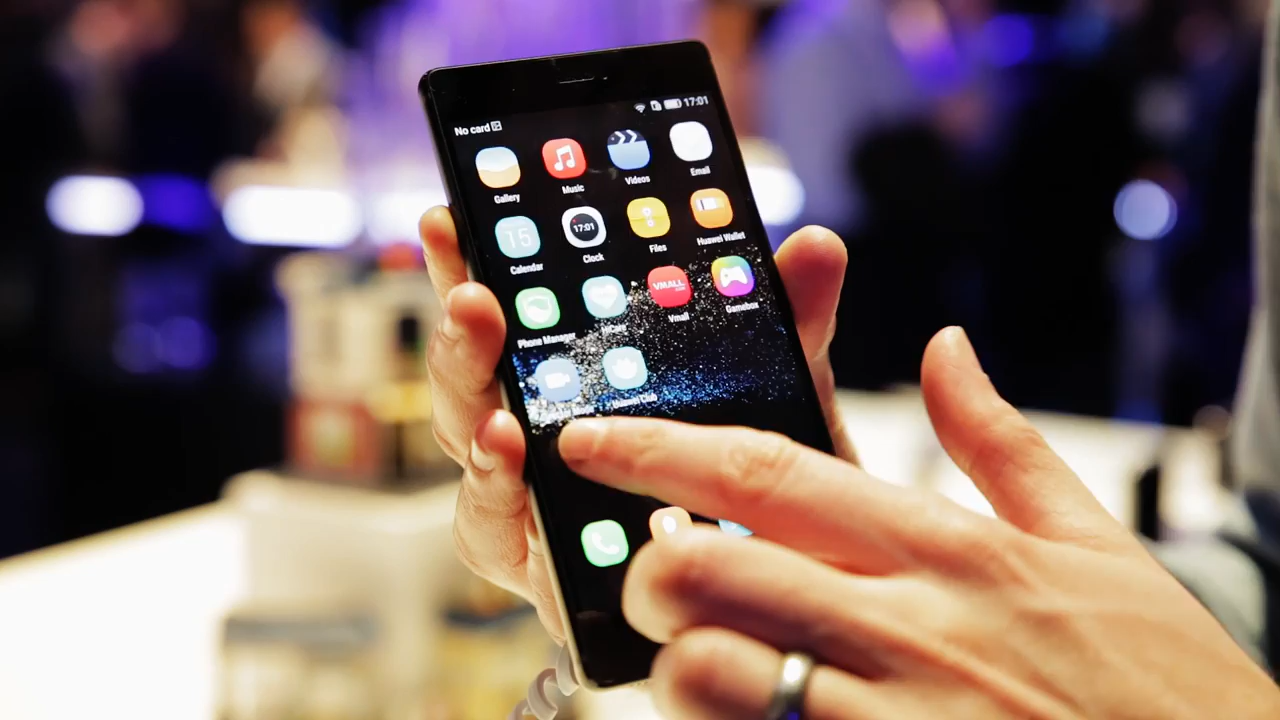 No card
17:01
Gallery
Music
Videos
Email
15
Calendar
17:01
Clock
Files
Huawei Wallet
Phone Manager
VMALL
Vmall
Gamebox
Club